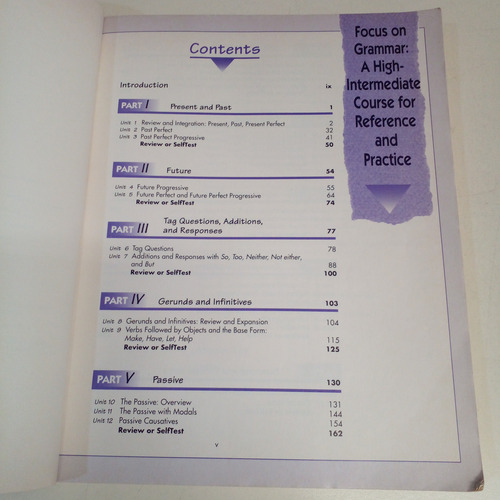 Contents
Focus on
Grammar:
A High-
Intermediate
Course for
Reference
and
Practice
Introduction ix
PART I Present and Past 1
Unit 1 Review and Integration: Present, Past, Present Perfect 2
Unit 2 Past Perfect 32
Unit 3 Past Perfect Progressive 41
Review or SelfTest 50
PART II Future 54
Unit 4 Future Progressive 55
Unit 5 Future Perfect and Future Perfect Progressive 64
Review or SelfTest 74
PART III Tag Questions, Additions,
and Responses 77
Unit 6 Tag Questions 78
Unit 7 Additions and Responses with So, Too, Neither, Not either,
and But 88
Review or SelfTest 100
PART IV Gerunds and Infinitives 103
Unit 8 Gerunds and Infinitives: Review and Expansion 104
Unit 9 Verbs Followed by Objects and the Base Form:
Make, Have, Let, Help 115
Review or SelfTest 125
PART V Passive 130
Unit 10 The Passive: Overview 131
Unit 11 The Passive with Modals 144
Unit 12 Passive Causatives 154
Review or SelfTest 162
v